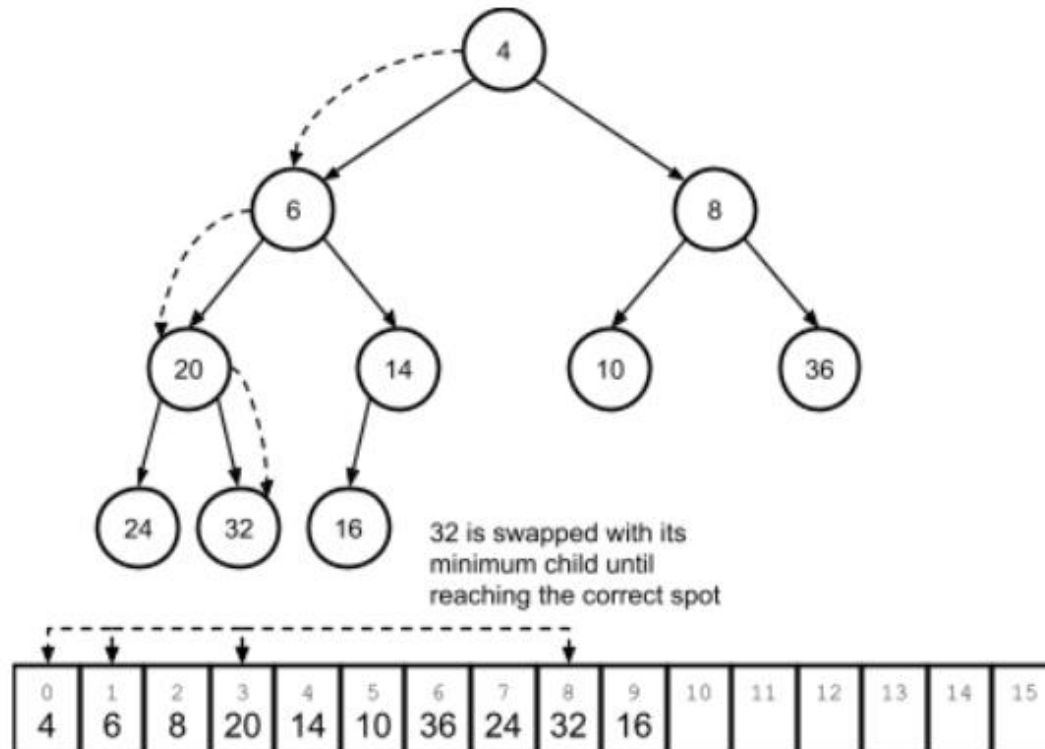 4
6
8
20
14
10
36
24
32
16
32 is swapped with its
minimum child until
reaching the correct spot
0 1 2 3 4 5 6 7 8 9 10 11 12 13 14 15
4 6 8 20 14 10 36 24 32 16